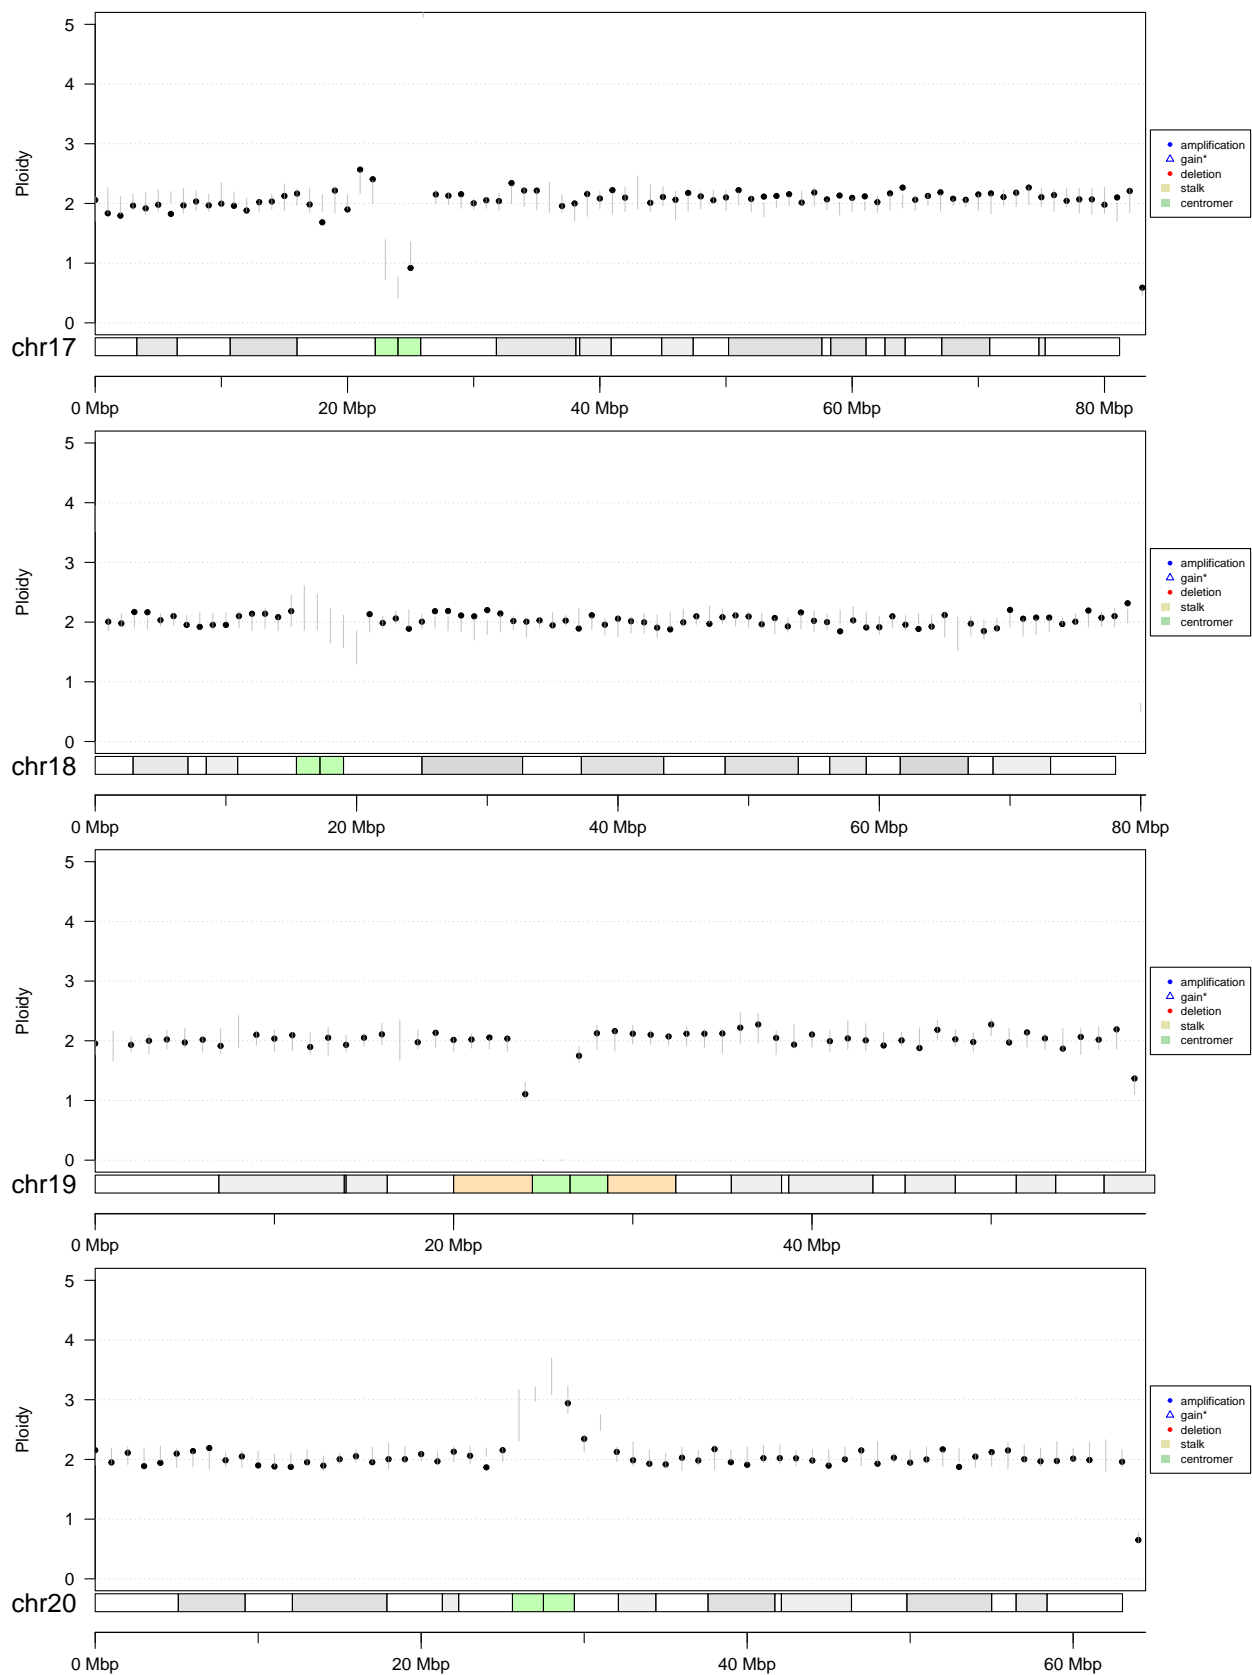 5
4
3
2
1
0
Ploidy
amplification
gain*
deletion
stalk
centromer
chr17
0 Mbp 20 Mbp 40 Mbp 60 Mbp 80 Mbp
5
4
3
2
1
0
Ploidy
amplification
gain*
deletion
stalk
centromer
chr18
0 Mbp 20 Mbp 40 Mbp 60 Mbp 80 Mbp
5
4
3
2
1
0
Ploidy
amplification
gain*
deletion
stalk
centromer
chr19
0 Mbp 20 Mbp 40 Mbp
5
4
3
2
1
0
Ploidy
amplification
gain*
deletion
stalk
centromer
chr20
0 Mbp 20 Mbp 40 Mbp 60 Mbp